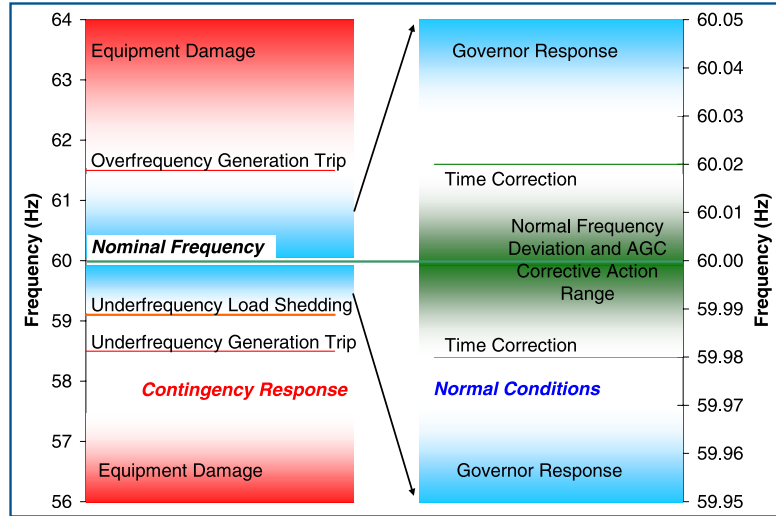 Frequency (Hz)
64
63
62
61
60
59
58
57
56
Equipment Damage
Overfrequency Generation Trip
Nominal Frequency
Underfrequency Load Shedding
Underfrequency Generation Trip
Contingency Response
Equipment Damage
Governor Response
Time Correction
Normal Frequency
Deviation and AGC
Corrective Action
Range
Time Correction
Normal Conditions
Governor Response
60.05
60.04
60.03
60.02
60.01
60.00
59.99
59.98
59.97
59.96
59.95
Frequency (Hz)